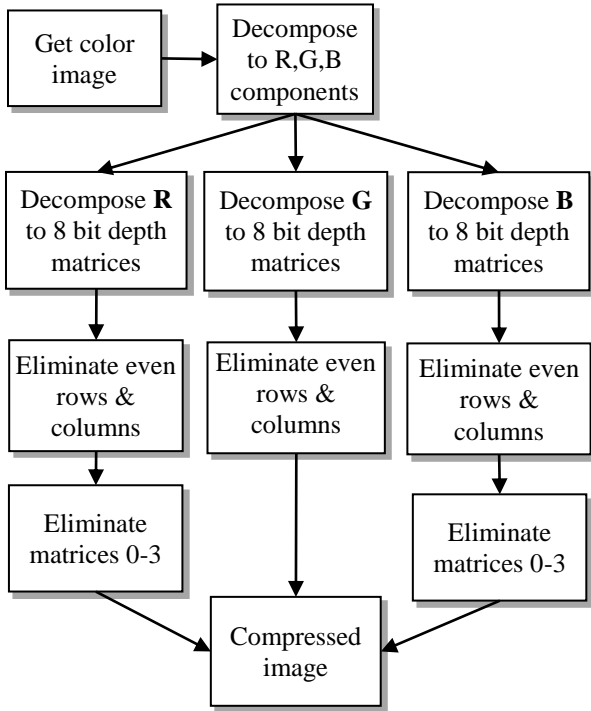 Get color
image
Decompose
to R,G,B
components
Decompose R
to 8 bit depth
matrices
Decompose G
to 8 bit depth
matrices
Decompose B
to 8 bit depth
matrices
Eliminate even
rows &
columns
Eliminate even
rows &
columns
Eliminate even
rows &
columns
Eliminate
matrices 0-3
Eliminate
matrices 0-3
Compressed
image